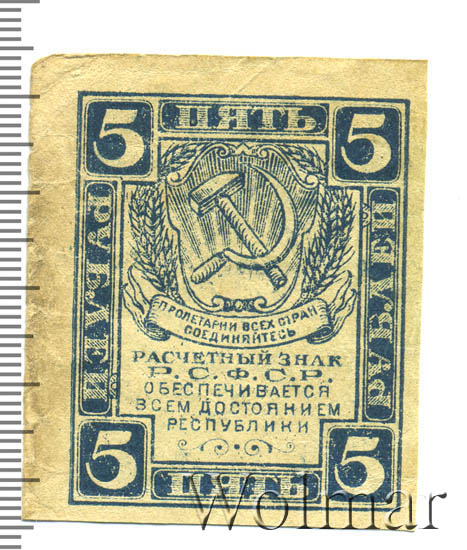 5 ПЯТЬ 5
РУБЛЕЙ
РУБЛЕЙ
ПРОЛЕТАРИИ ВСЕХ СТРАН
СОЕДИНЯЙТЕСЬ
РАСЧЕТНЫЙ ЗНАК
Р.С.Ф.С.Р.
ОБЕСПЕЧИВАЕТСЯ
ВСЕМ ДОСТОЯНИЕМ
РЕСПУБЛИКИ
5 ПЯТЬ 5
Wolmar